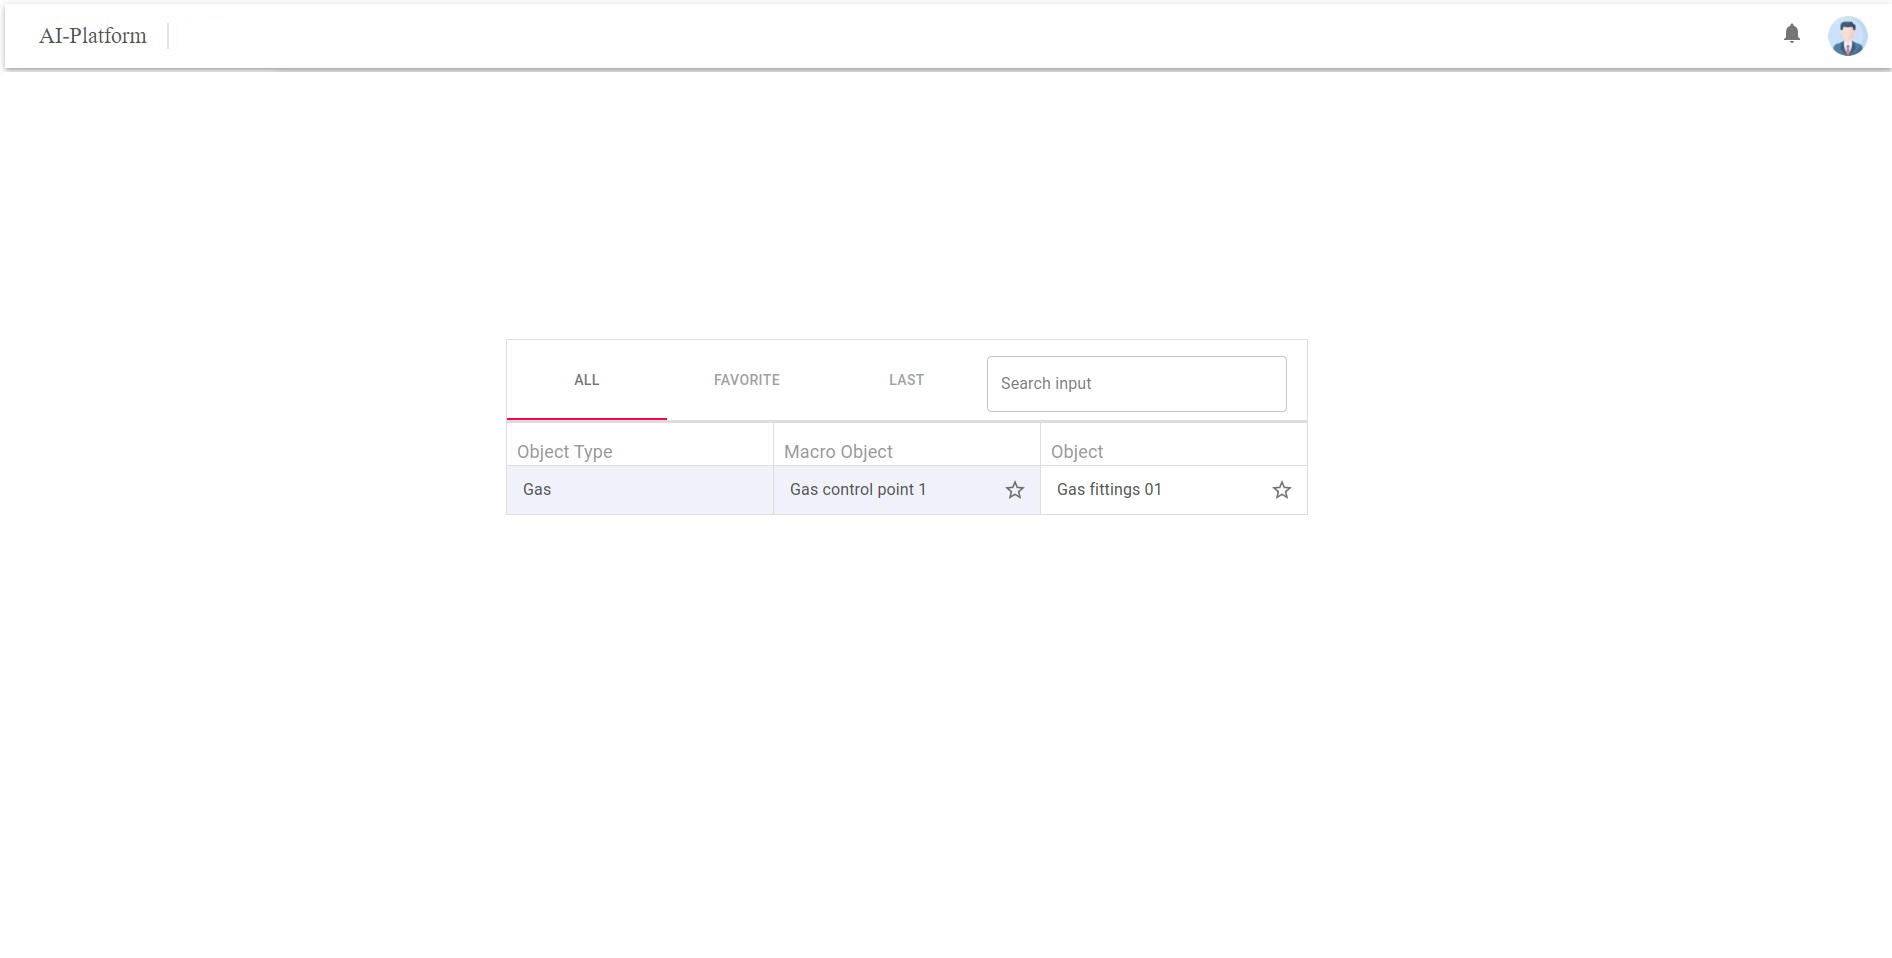 AI-Platform
ALL FAVORITE LAST Search input
Object Type Macro Object Object
Gas Gas control point 1 Gas fittings 01